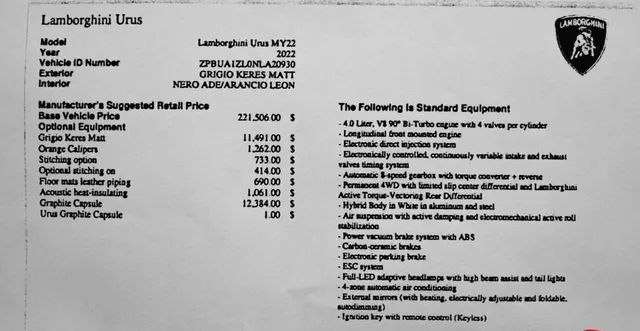 Lamborghini Urus
LAMBORGHINI
Model Lamborghini Urus MY22
Year 2022
Vehicle ID Number ZPBUA1ZL0NLA20930
Exterior GRIGIO KERES MATT
Interior NERO ADE/ARANCIO LEON
Manufacturer's Suggested Retail Price
Base Vehicle Price 221,506.00 $
Optional Equipment
Grigio Keres Matt 11,491.00 $
Orange Calipers 1,262.00 $
Stitching option 733.00 $
Optional stitching on 414.00 $
Floor mats leather piping 690.00 $
Acoustic heat-insulating 1,061.00 $
Graphite Capsule 12,384.00 $
Urus Graphite Capsule 1.00 $
The Following Is Standard Equipment
- 4.0 Liter, V8 90° Bi-Turbo engine with 4 valves per cylinder
- Longitudinal front mounted engine
- Electronic direct injection system
- Electronically controlled, continuously variable intake and exhaust
valves timing system
- Automatic 8-speed gearbox with torque converter + reverse
- Permanent 4WD with limited slip center differential and Lamborghini
Active Torque-Vectoring Rear Differential
- Hybrid Body in White in aluminum and steel
- Air suspension with active damping and electromechanical active roll
stabilization
- Power vacuum brake system with ABS
- Carbon-ceramic brakes
- Electronic parking brake
- ESC system
- Full-LED adaptive headlamps with high beam assist and tail lights
- 4-zone automatic air conditioning
- External mirrors (with heating, electrically adjustable and foldable,
autodimming)
- Ignition key with remote control (Keyless)